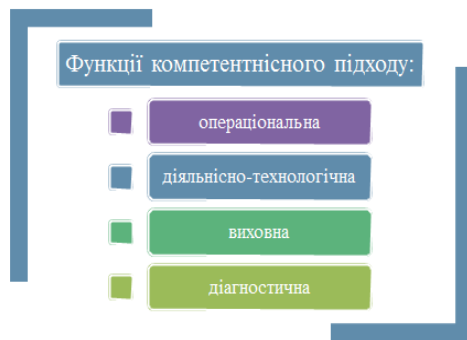 Функції компетентнісного підходу:
операціональна
діяльнісно-технологічна
виховна
діагностична